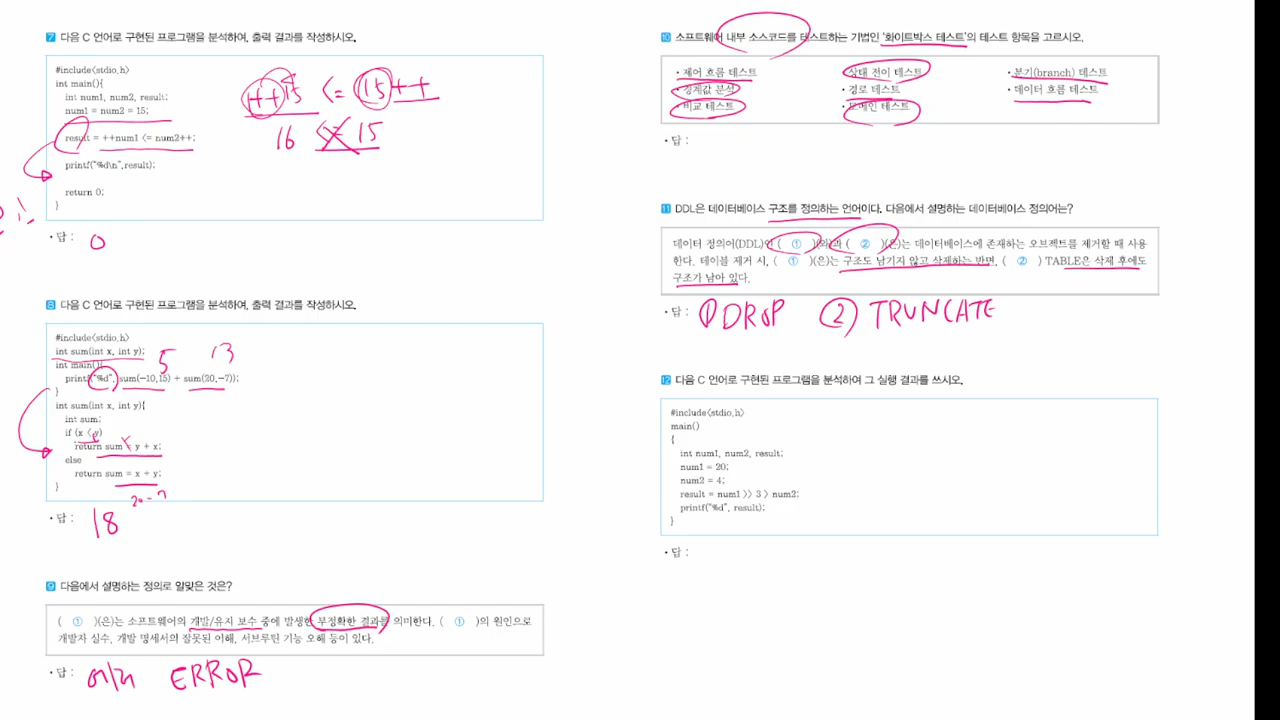 7 다음 C 언어로 구현된 프로그램을 분석하여, 출력 결과를 작성하시오.
#include<stdio.h>
int main(){
int num1, num2, result;
num1 = num2 = 15;
result = ++num1 <= num2++;
printf("%d\n",result);
return 0;
}
++15 <= 15++
16 <= 15
• 답 : 0
8 다음 C 언어로 구현된 프로그램을 분석하여, 출력 결과를 작성하시오.
#include<stdio.h>
int sum(int x, int y);
int main(){
5 13
printf("%d", sum(-10,15) + sum(20,-7));
}
int sum(int x, int y){
int sum;
if (x < y)
return sum = y + x;
else
return sum = x + y;
}
20-7
• 답 : 18
9 다음에서 설명하는 정의로 알맞은 것은?
( ① )(은)는 소프트웨어의 개발/유지 보수 중에 발생한 부정확한 결과를 의미한다. ( ① )의 원인으로
개발자 실수, 개발 명세서의 잘못된 이해, 서브루틴 기능 오해 등이 있다.
• 답 : 에러 ERROR
10 소프트웨어 내부 소스코드를 테스트하는 기법인 '화이트박스 테스트'의 테스트 항목을 고르시오.
• 제어 흐름 테스트 • 상태 전이 테스트 • 분기(branch) 테스트
• 경계값 분석 • 경로 테스트 • 데이터 흐름 테스트
• 비교 테스트 • 도메인 테스트
• 답 :
11 DDL은 데이터베이스 구조를 정의하는 언어이다. 다음에서 설명하는 데이터베이스 정의어는?
데이터 정의어(DDL)인 ( ① )(와)과 ( ② )(은)는 데이터베이스에 존재하는 오브젝트를 제거할 때 사용
한다. 테이블 제거 시, ( ① )(은)는 구조도 남기지 않고 삭제하는 반면, ( ② ) TABLE은 삭제 후에도
구조가 남아 있다.
• 답 : ① DROP ② TRUNCATE
12 다음 C 언어로 구현된 프로그램을 분석하여 그 실행 결과를 쓰시오.
#include<stdio.h>
main()
{
int num1, num2, result;
num1 = 20;
num2 = 4;
result = num1 >> 3 > num2;
printf("%d", result);
}
• 답 :